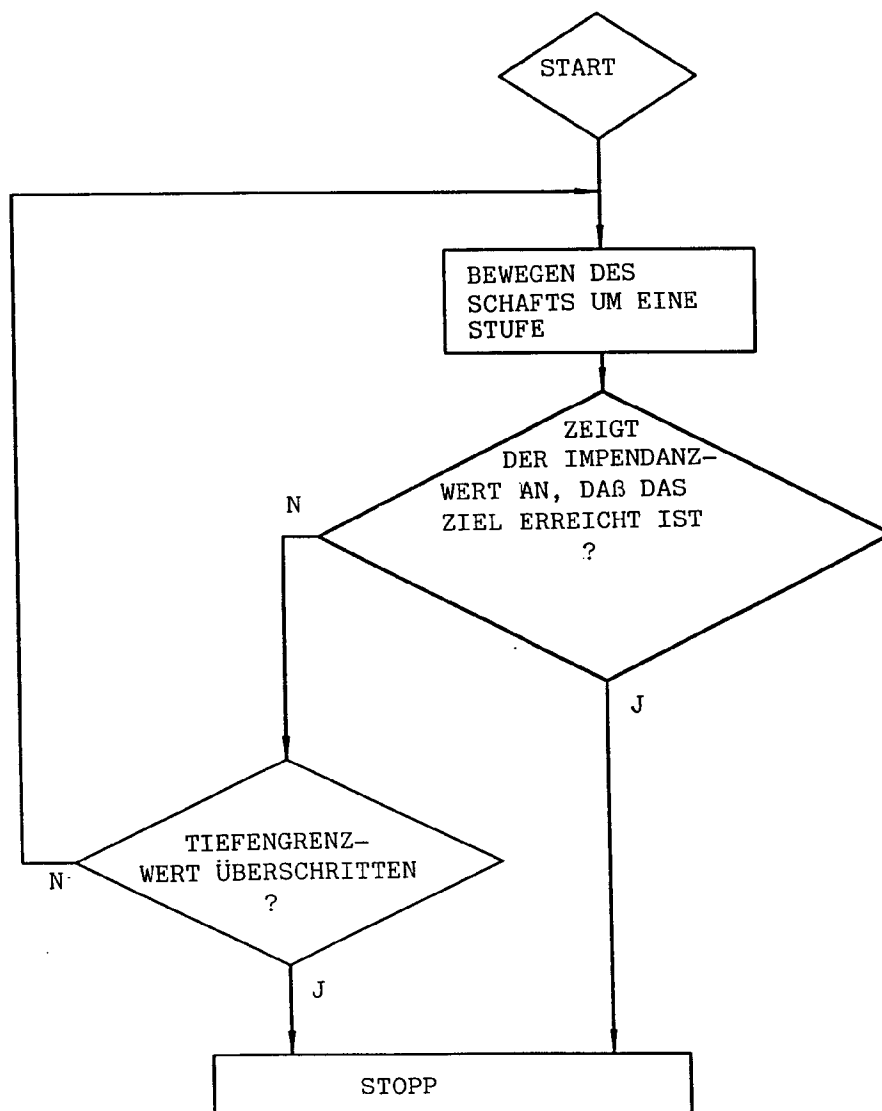 START
BEWEGEN DES
SCHAFTS UM EINE
STUFE
ZEIGT
DER IMPENDANZ–
WERT AN, DAß DAS
ZIEL ERREICHT IST
?
N
J
TIEFENGRENZ–
WERT ÜBERSCHRITTEN
?
N
J
STOPP